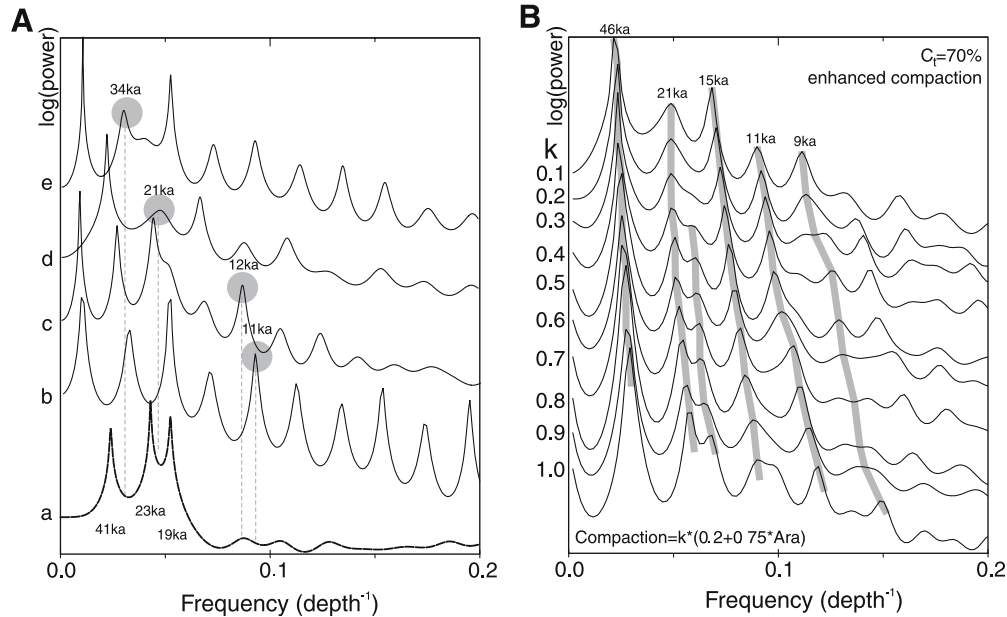 A
log(power)
34ka
21ka
12ka
11ka
e
d
c
b
a
41ka
23ka
19ka
0.0
0.1
0.2
Frequency (depth-1)
B
log(power)
46ka
21ka
15ka
11ka
9ka
Ct=70%
enhanced compaction
k
0.1
0.2
0.3
0.4
0.5
0.6
0.7
0.8
0.9
1.0
Compaction=k*(0.2+0 75*Ara)
0.0
0.1
0.2
Frequency (depth-1)